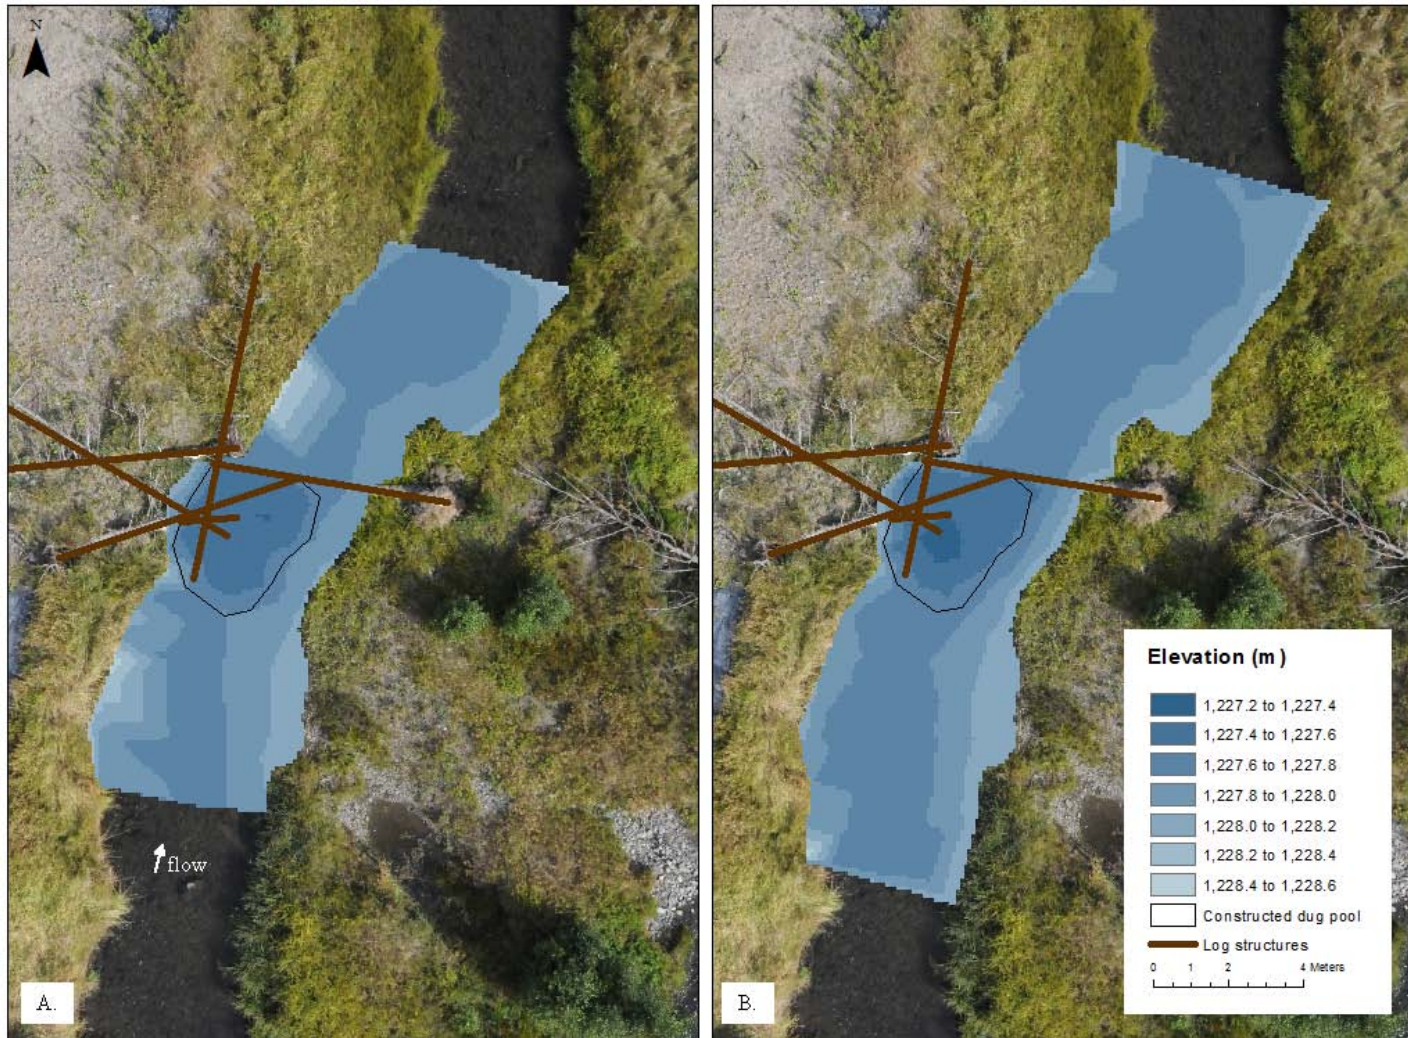 N
Elevation (m)
1,227.2 to 1,227.4
1,227.4 to 1,227.6
1,227.6 to 1,227.8
1,227.8 to 1,228.0
1,228.0 to 1,228.2
1,228.2 to 1,228.4
1,228.4 to 1,228.6
Constructed dug pool
Log structures
0 1 2 4 Meters
flow
A.
B.